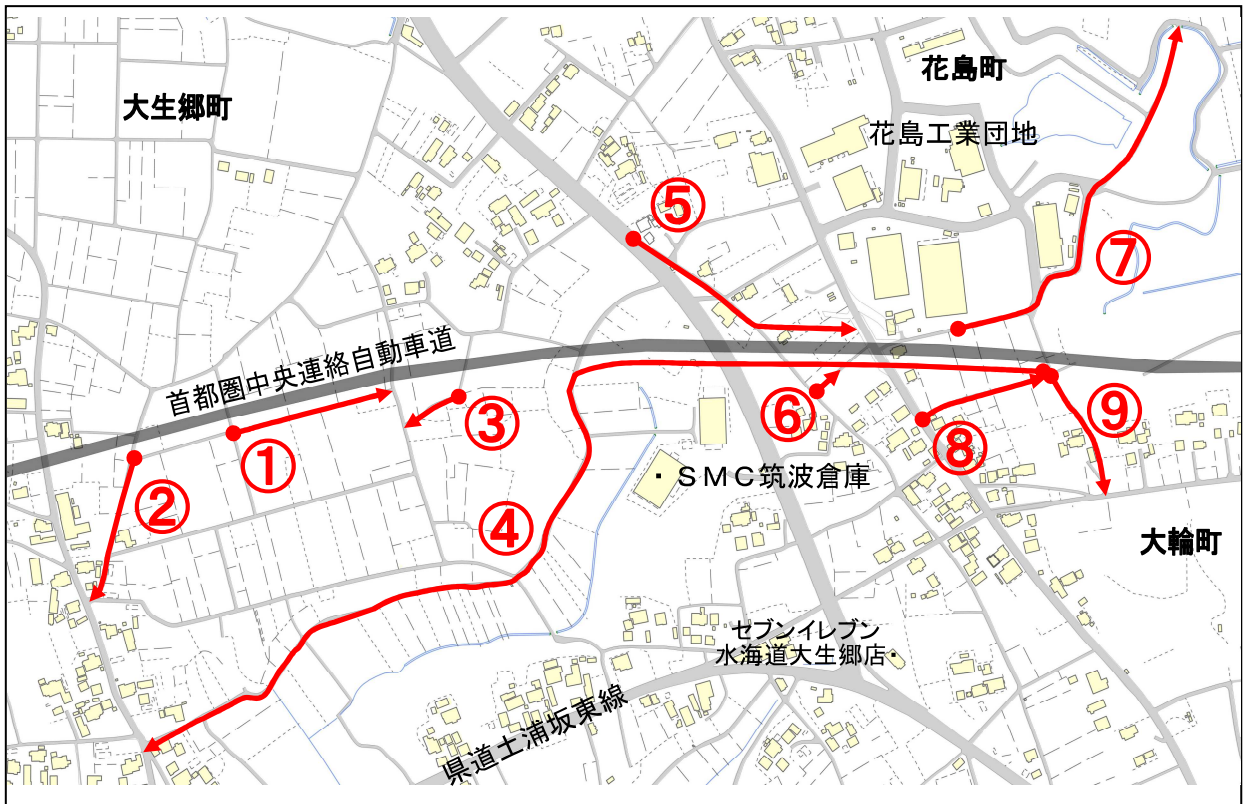 花島町
大生郷町
花島工業団地
⑤
⑦
首都圏中央連絡自動車道
③
⑥
⑨
①
⑧
・ＳＭＣ筑波倉庫
②
④
大輪町
セブンイレブン
水海道大生郷店・
県道土浦坂東線